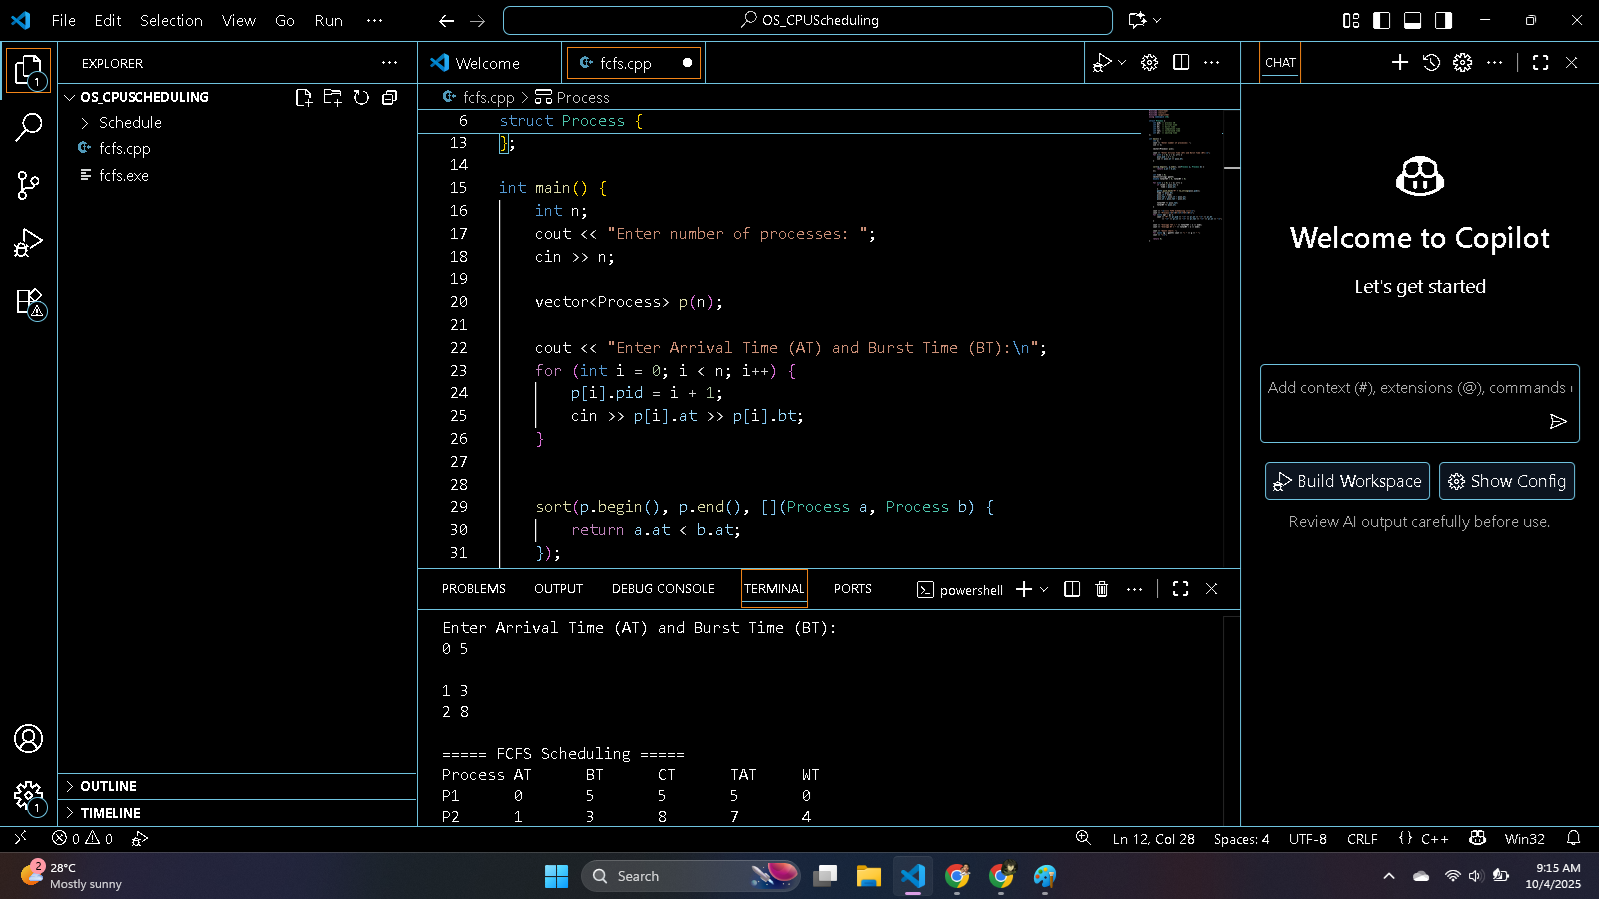 File Edit Selection View Go Run ···
OS_CPUScheduling
EXPLORER
OS_CPUSCHEDULING
Schedule
fcfs.cpp
fcfs.exe
OUTLINE
TIMELINE
1
1
Welcome
fcfs.cpp
fcfs.cpp > Process
6 struct Process {
13 };
14
15 int main() {
16 int n;
17 cout << "Enter number of processes: ";
18 cin >> n;
19
20 vector<Process> p(n);
21
22 cout << "Enter Arrival Time (AT) and Burst Time (BT):\n";
23 for (int i = 0; i < n; i++) {
24 p[i].pid = i + 1;
25 cin >> p[i].at >> p[i].bt;
26 }
27
28
29 sort(p.begin(), p.end(), [](Process a, Process b) {
30 return a.at < b.at;
31 });
PROBLEMS OUTPUT DEBUG CONSOLE TERMINAL PORTS powershell
Enter Arrival Time (AT) and Burst Time (BT):
0 5
1 3
2 8
===== FCFS Scheduling =====
Process AT BT CT TAT WT
P1 0 5 5 5 0
P2 1 3 8 7 4
CHAT
Welcome to Copilot
Let's get started
Add context (#), extensions (@), commands
Build Workspace Show Config
Review AI output carefully before use.
0 0 Ln 12, Col 28 Spaces: 4 UTF-8 CRLF {} C++ Win32
2
28°C
Mostly sunny
Search
9:15 AM
10/4/2025